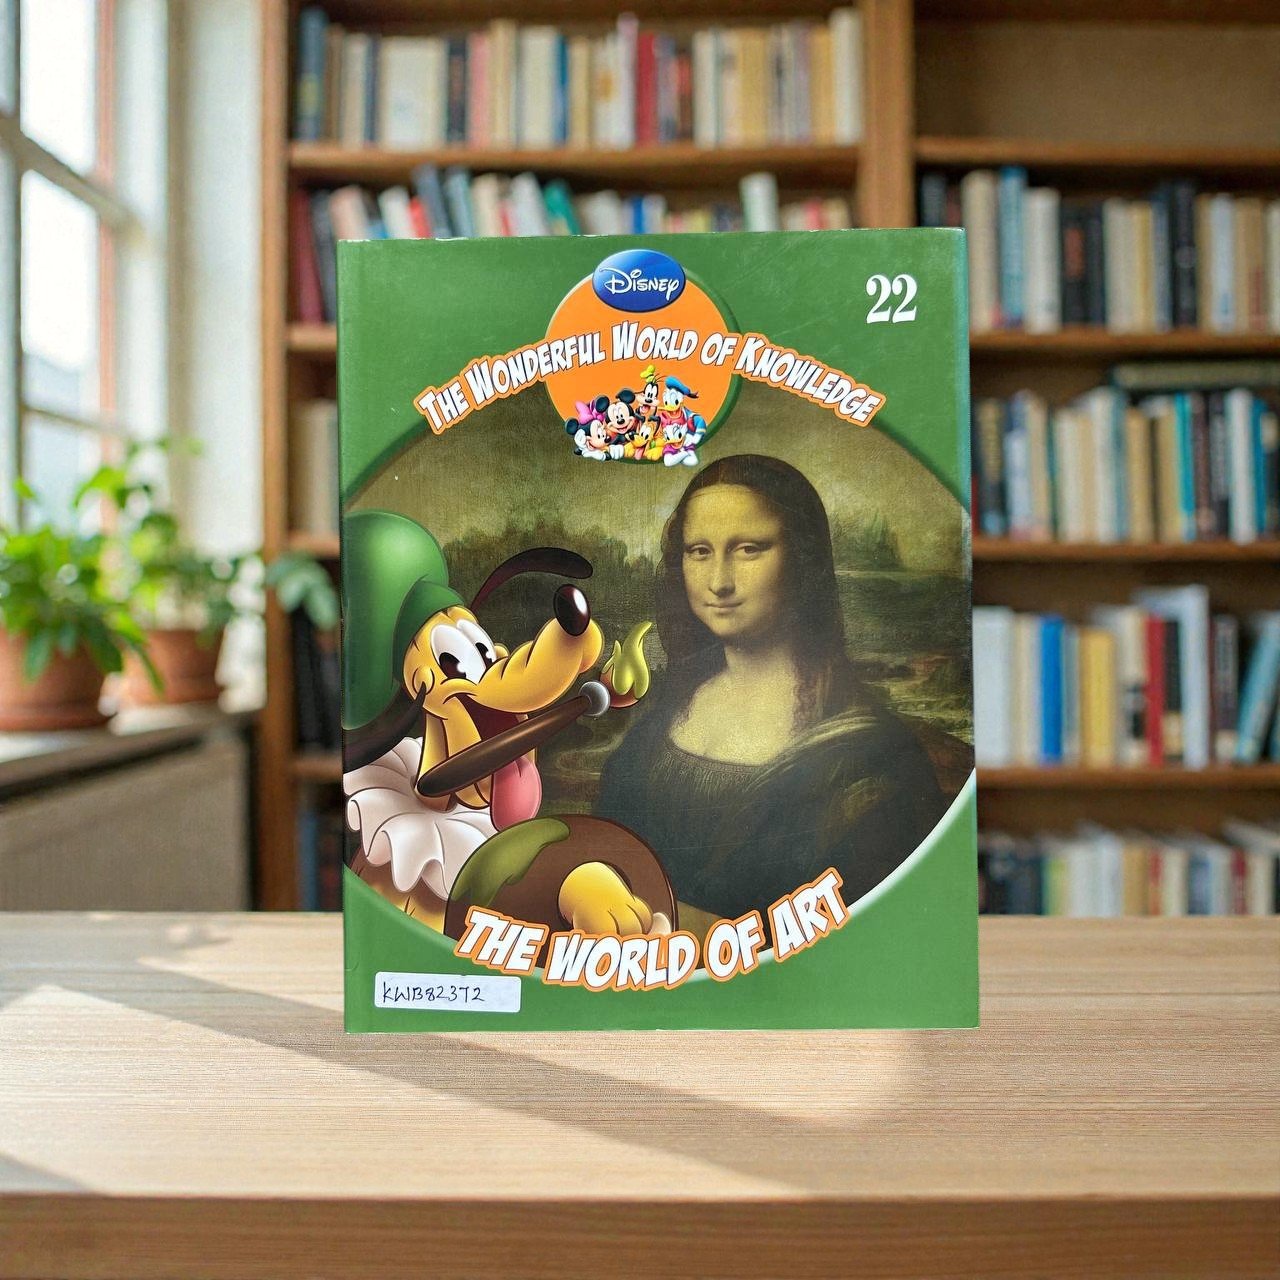 Disney
22
The Wonderful World of Knowledge
THE WORLD OF ART
KWB82372